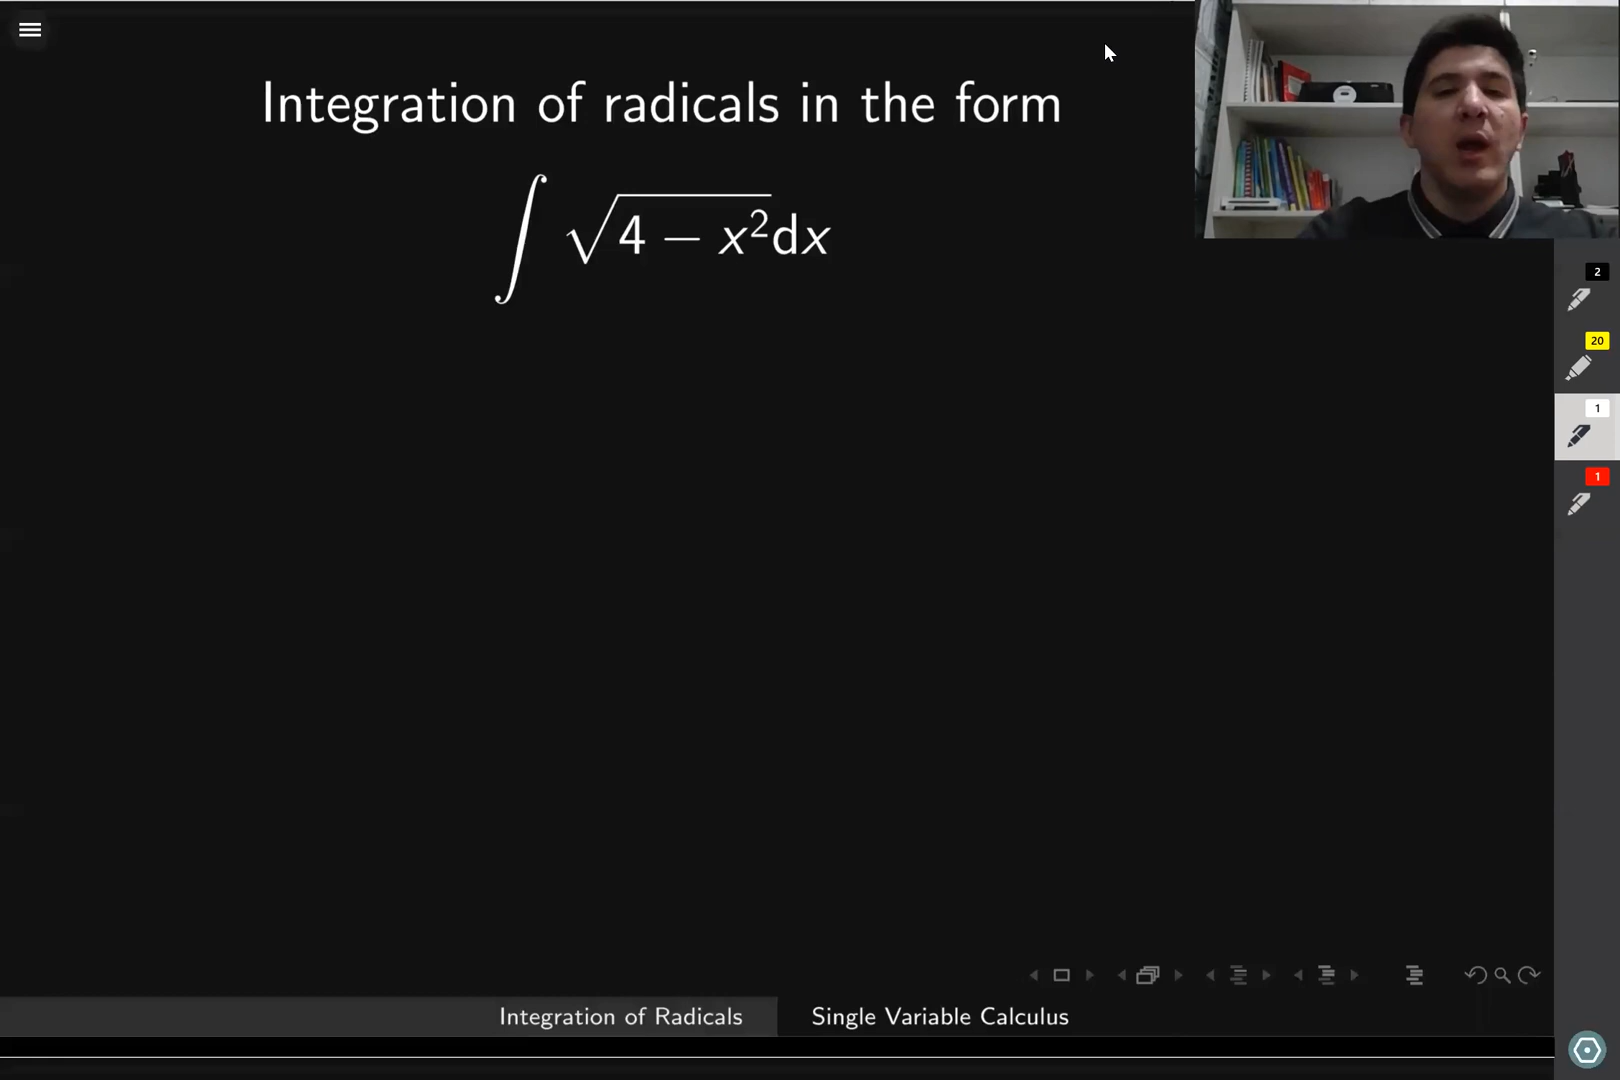 Integration of radicals in the form
∫ √(4 − x²)dx
2
20
1
1
Integration of Radicals
Single Variable Calculus